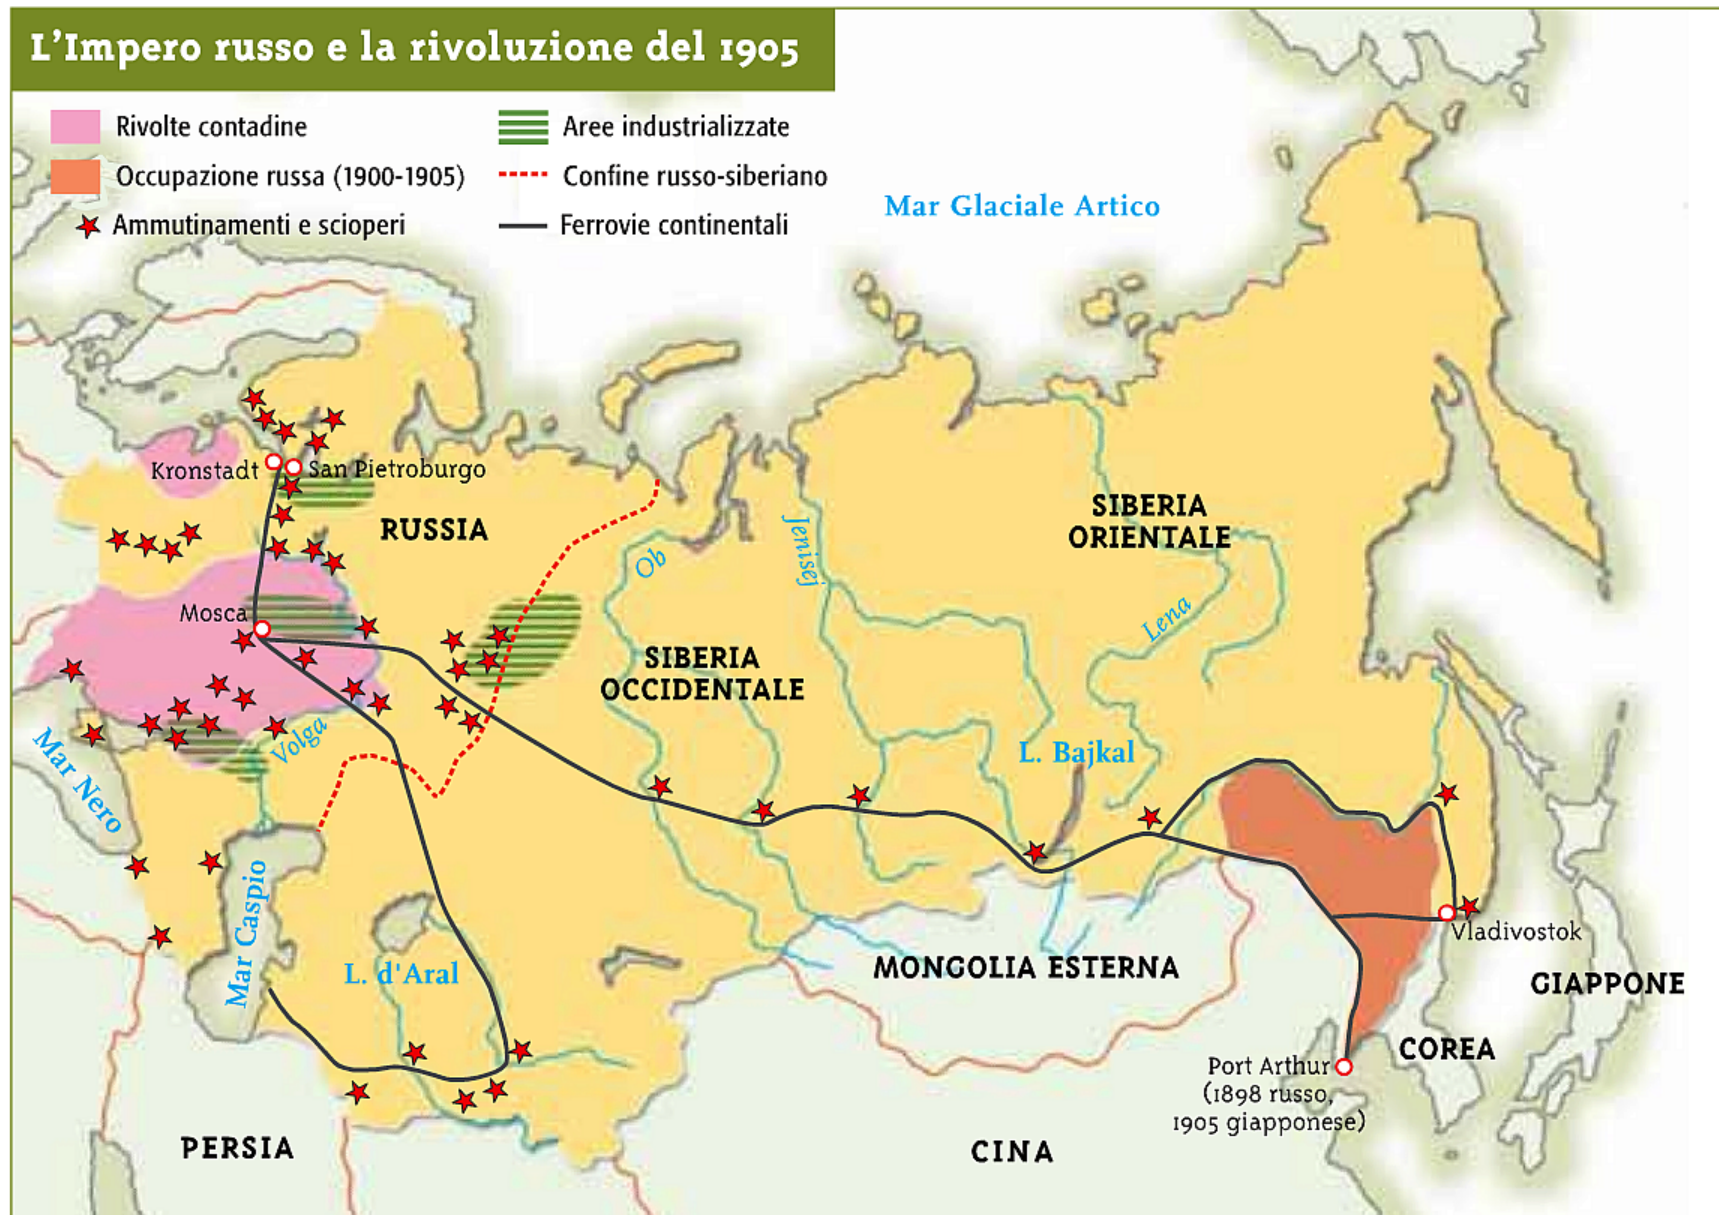 L'Impero russo e la rivoluzione del 1905
Rivolte contadine
Occupazione russa (1900-1905)
Ammutinamenti e scioperi
Aree industrializzate
Confine russo-siberiano
Ferrovie continentali
Mar Glaciale Artico
Kronstadt
San Pietroburgo
RUSSIA
Ob
Jenisej
SIBERIA
ORIENTALE
Lena
Mosca
SIBERIA
OCCIDENTALE
Volga
Mar Nero
L. Bajkal
Mar Caspio
L. d'Aral
MONGOLIA ESTERNA
Vladivostok
GIAPPONE
COREA
Port Arthur
(1898 russo,
1905 giapponese)
PERSIA
CINA